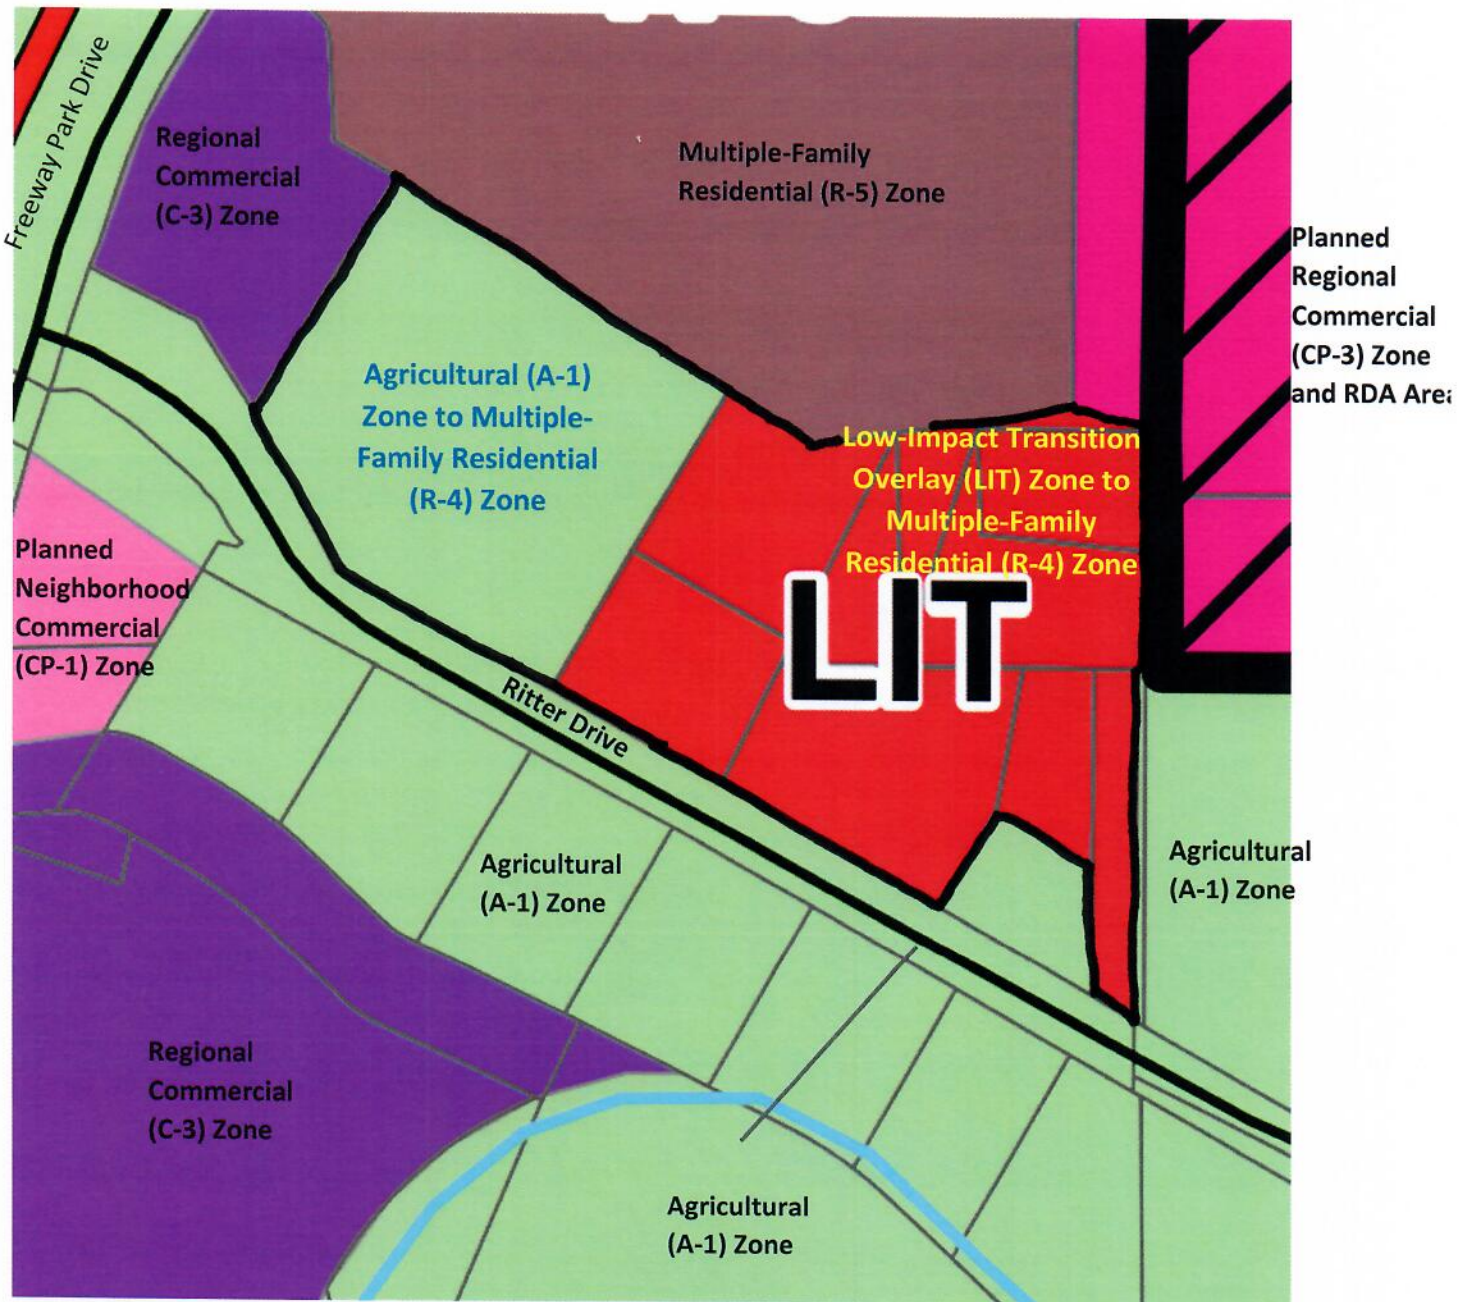 Freeway Park Drive
Regional
Commercial
(C-3) Zone
Multiple-Family
Residential (R-5) Zone
Planned
Regional
Commercial
(CP-3) Zone
and RDA Area
Agricultural (A-1)
Zone to Multiple-
Family Residential
(R-4) Zone
Low-Impact Transition
Overlay (LIT) Zone to
Multiple-Family
Residential (R-4) Zone
LIT
Planned
Neighborhood
Commercial
(CP-1) Zone
Ritter Drive
Agricultural
(A-1) Zone
Agricultural
(A-1) Zone
Regional
Commercial
(C-3) Zone
Agricultural
(A-1) Zone